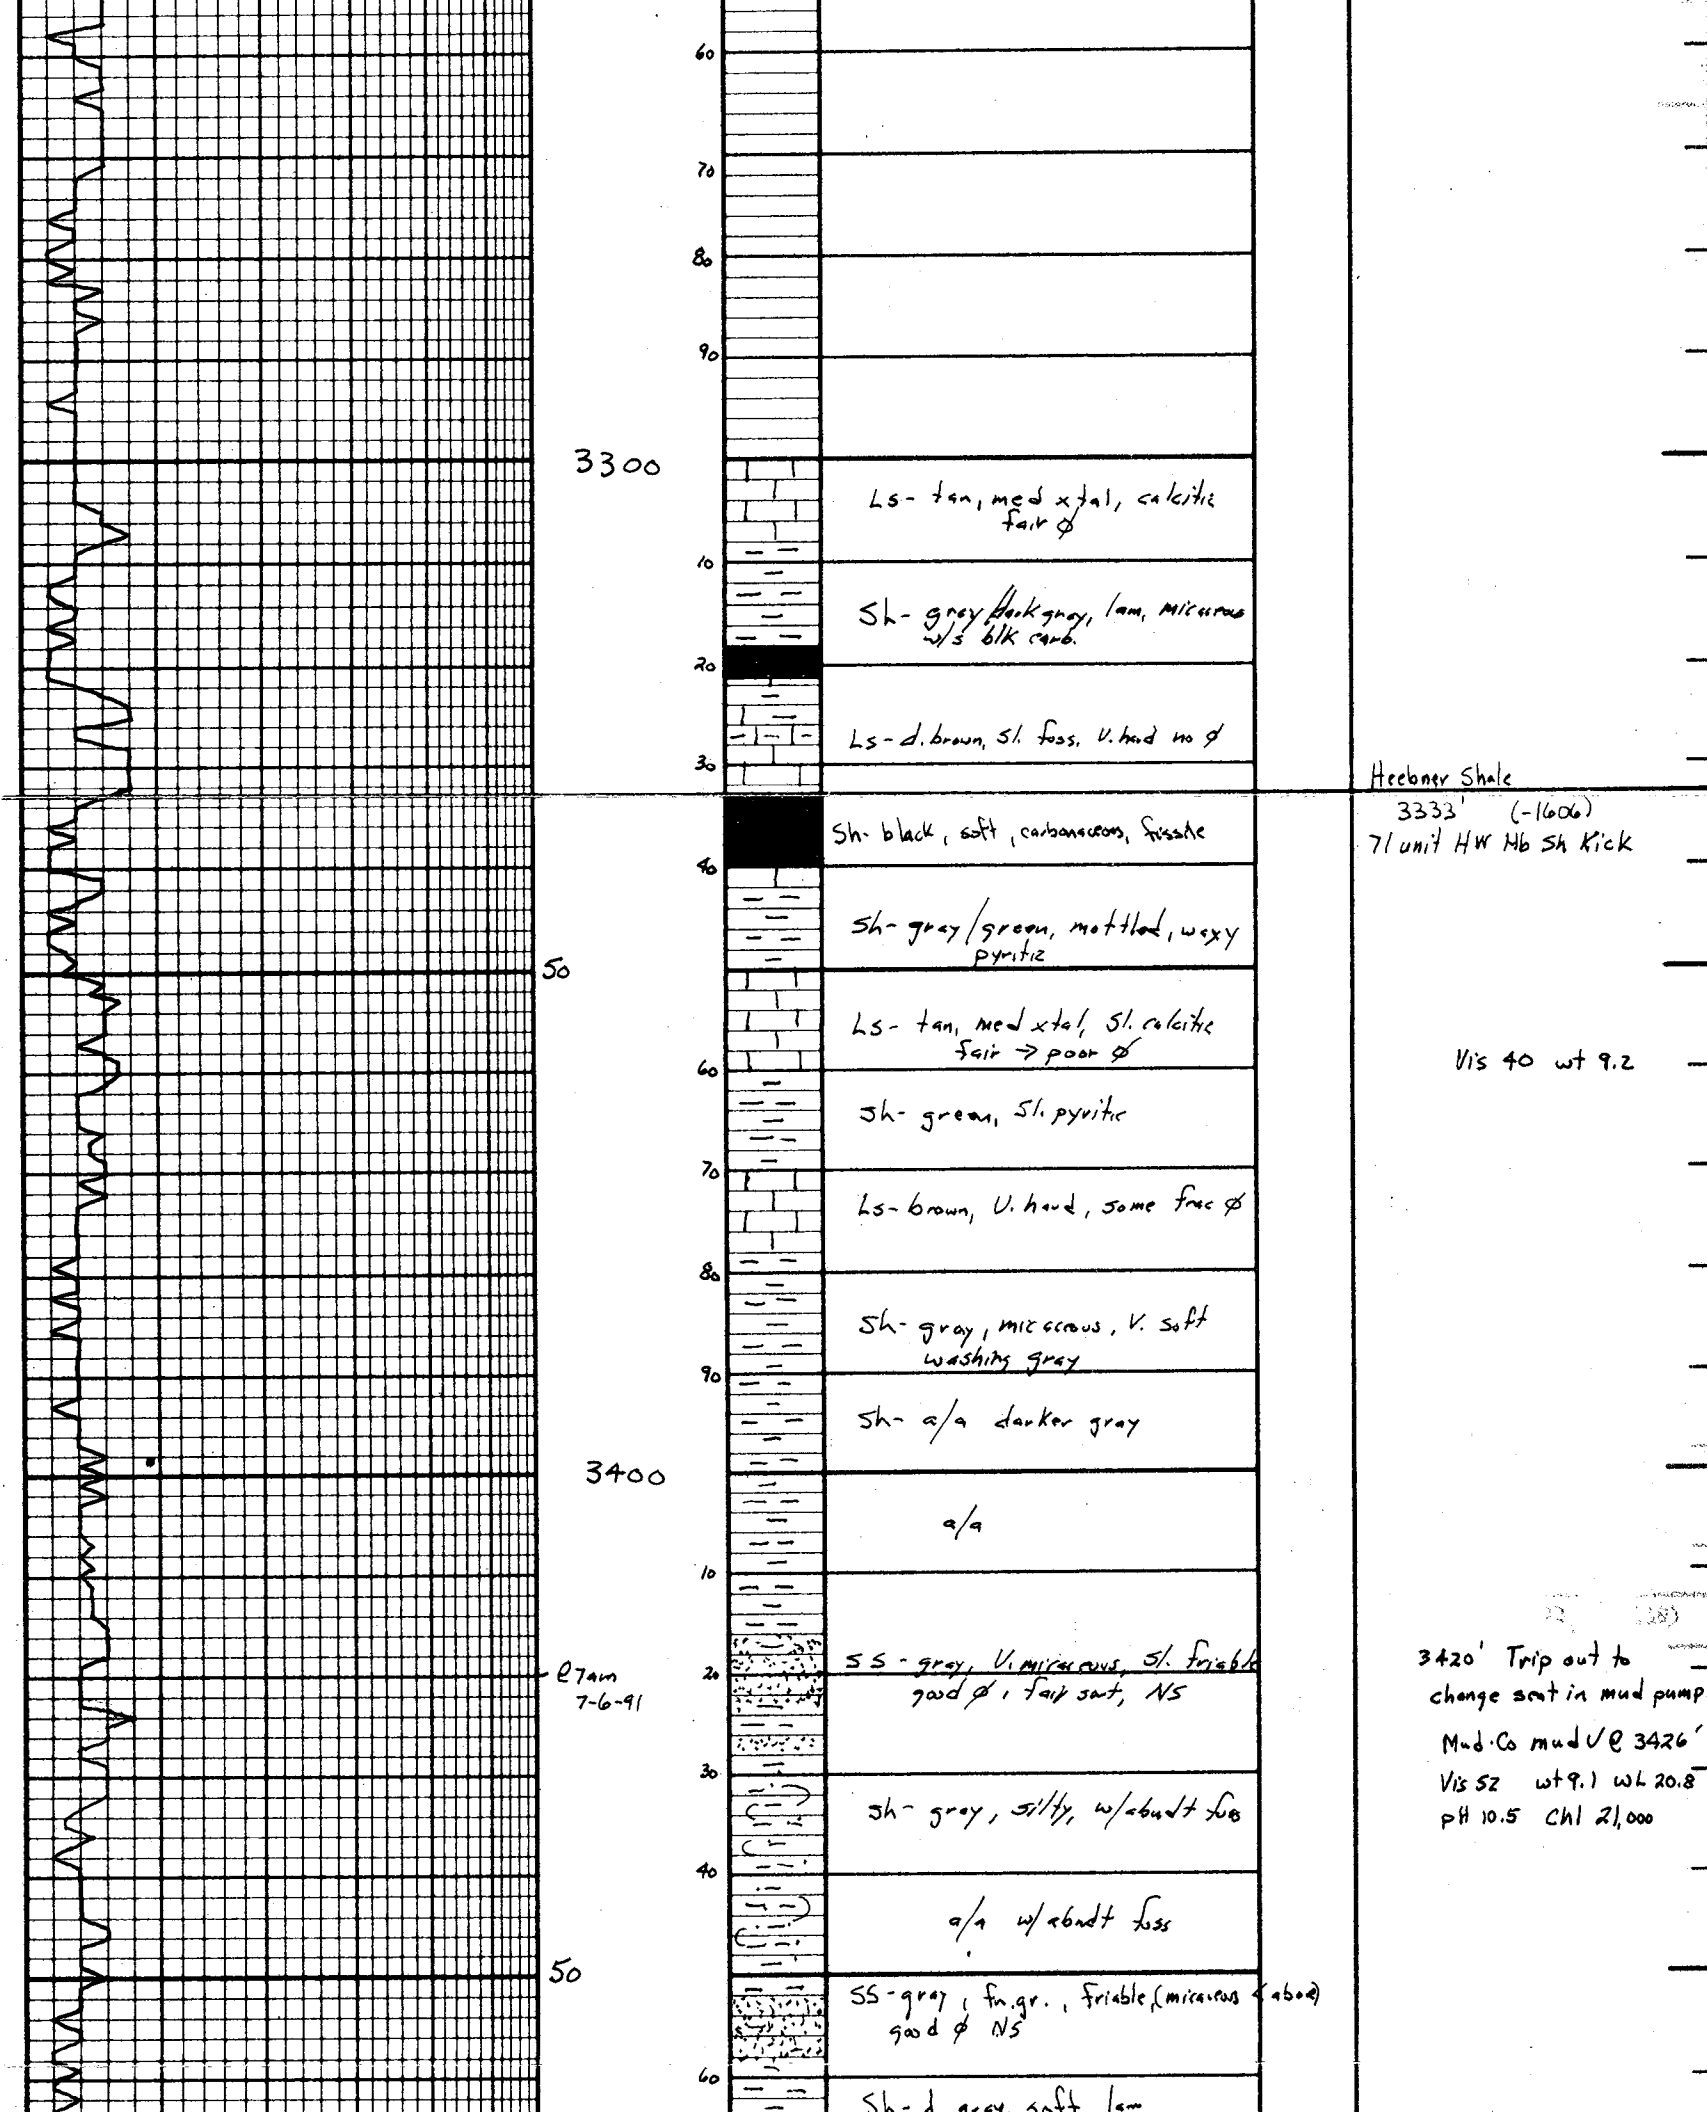 60
70
80
90
3300
Ls- tan, med xtal, calcitic
fair ø
10
Sh- gray/dark gray, lam, micaceous
w/s blk carb.
20
Ls- d. brown, Sl. foss, V. hard no ø
30
Heebner Shale
3333' (-1606)
71 unit HW Hb Sh Kick
Sh- black, soft, carbonaceous, fissile
40
Sh- gray/green, mottled, waxy
pyritic
50
Ls- tan, med xtal, Sl. calcitic
fair → poor ø
60
Vis 40 wt 9.2
Sh- green, Sl. pyritic
70
Ls- brown, V. hard, some frac ø
80
Sh- gray, micaceous, V. soft
washing gray
90
Sh- a/a darker gray
3400
a/a
10
SS- gray, V. micaceous, Sl. friable
good ø, fair sort, NS
20
@7am
7-6-91
3420' Trip out to
change seat in mud pump
Mud-Co mud √ @ 3426'
Vis 52 wt 9.1 WL 20.8
pH 10.5 Chl 21,000
30
Sh- gray, silty, w/abundt foss
40
a/a w/abndt foss
50
SS- gray, fn. gr., friable, (micaceous above)
good ø NS
60
Sh- d. gray, soft, lam